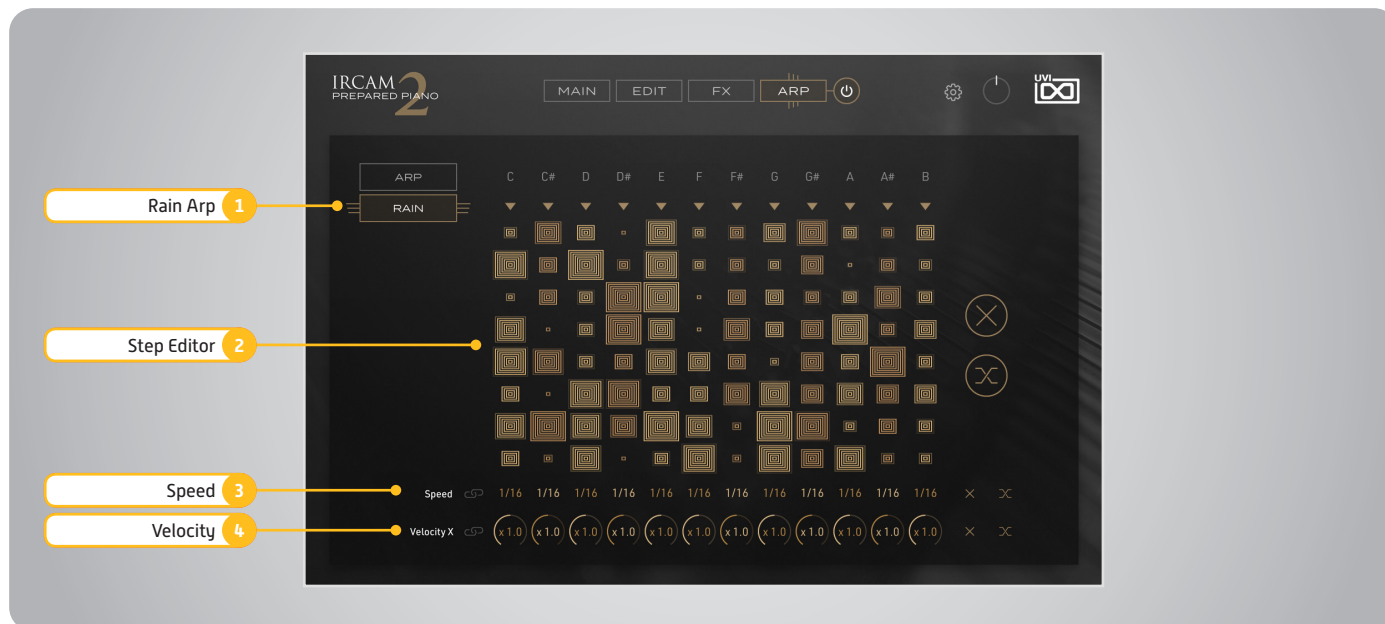 IRCAM 2
PREPARED PIANO
MAIN EDIT FX ARP
UVI
ARP C C# D D# E F F# G G# A A# B
Rain Arp 1
RAIN
Step Editor 2
Speed 3
Speed 1/16 1/16 1/16 1/16 1/16 1/16 1/16 1/16 1/16 1/16 1/16 1/16
Velocity 4
Velocity X x 1.0 x 1.0 x 1.0 x 1.0 x 1.0 x 1.0 x 1.0 x 1.0 x 1.0 x 1.0 x 1.0 x 1.0